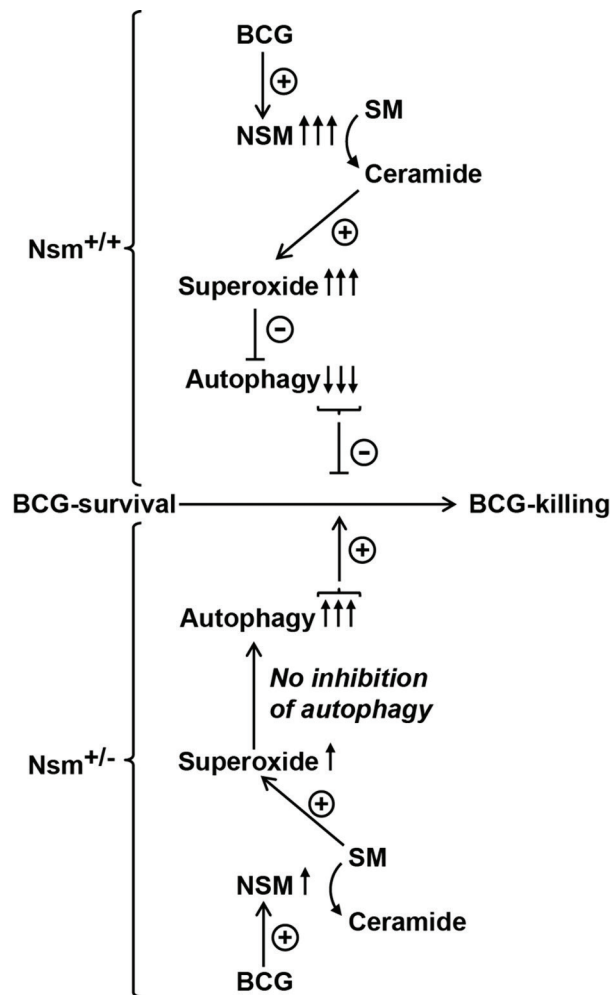 BCG
+
SM
NSM ↑↑↑
Ceramide
+
Nsm+/+
Superoxide ↑↑↑
−
Autophagy ↓↓↓
−
BCG-survival
BCG-killing
+
Autophagy ↑↑↑
No inhibition
of autophagy
Nsm+/-
Superoxide ↑
+
SM
NSM ↑
Ceramide
+
BCG